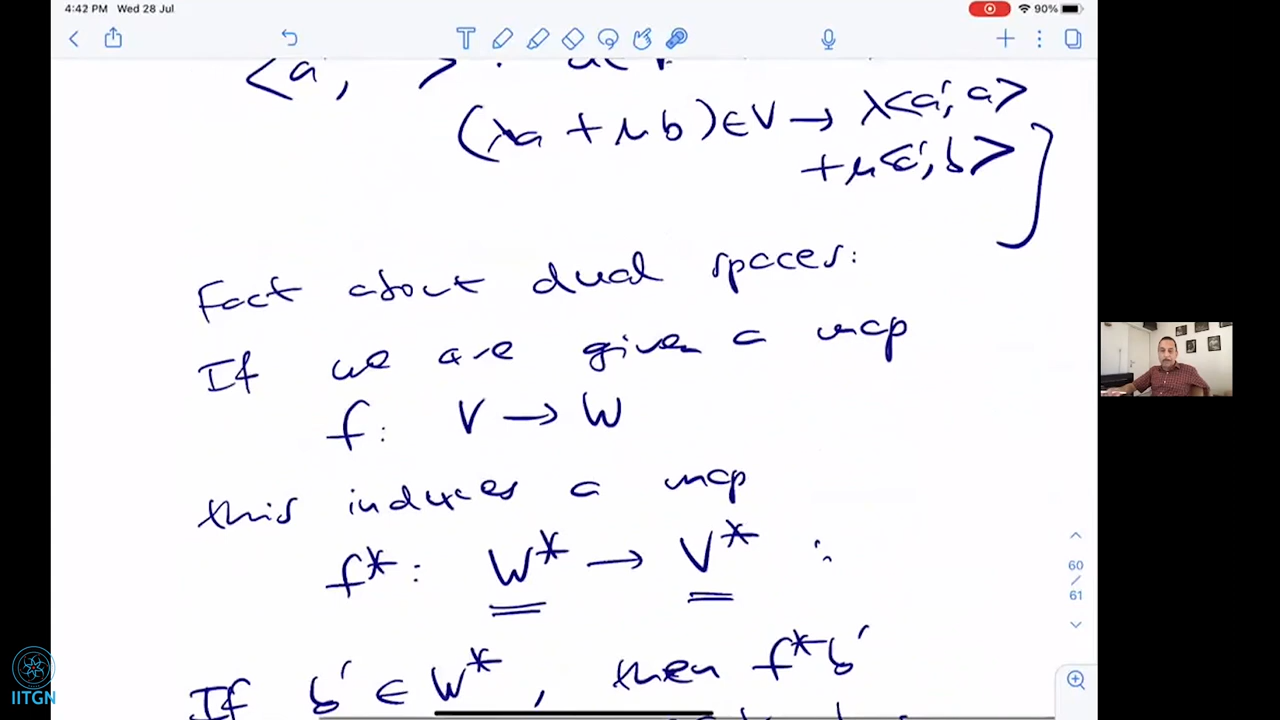 4:42 PM Wed 28 Jul
90%
<a', >
(λa + μb) ∈ V → λ<a', a>
+ μ<a', b>
Fact about dual spaces:
If we are given a map
f: V → W
this induces a map
f*: W* → V* :
If b' ∈ W*, then f*b'
60
/
61
IITGN